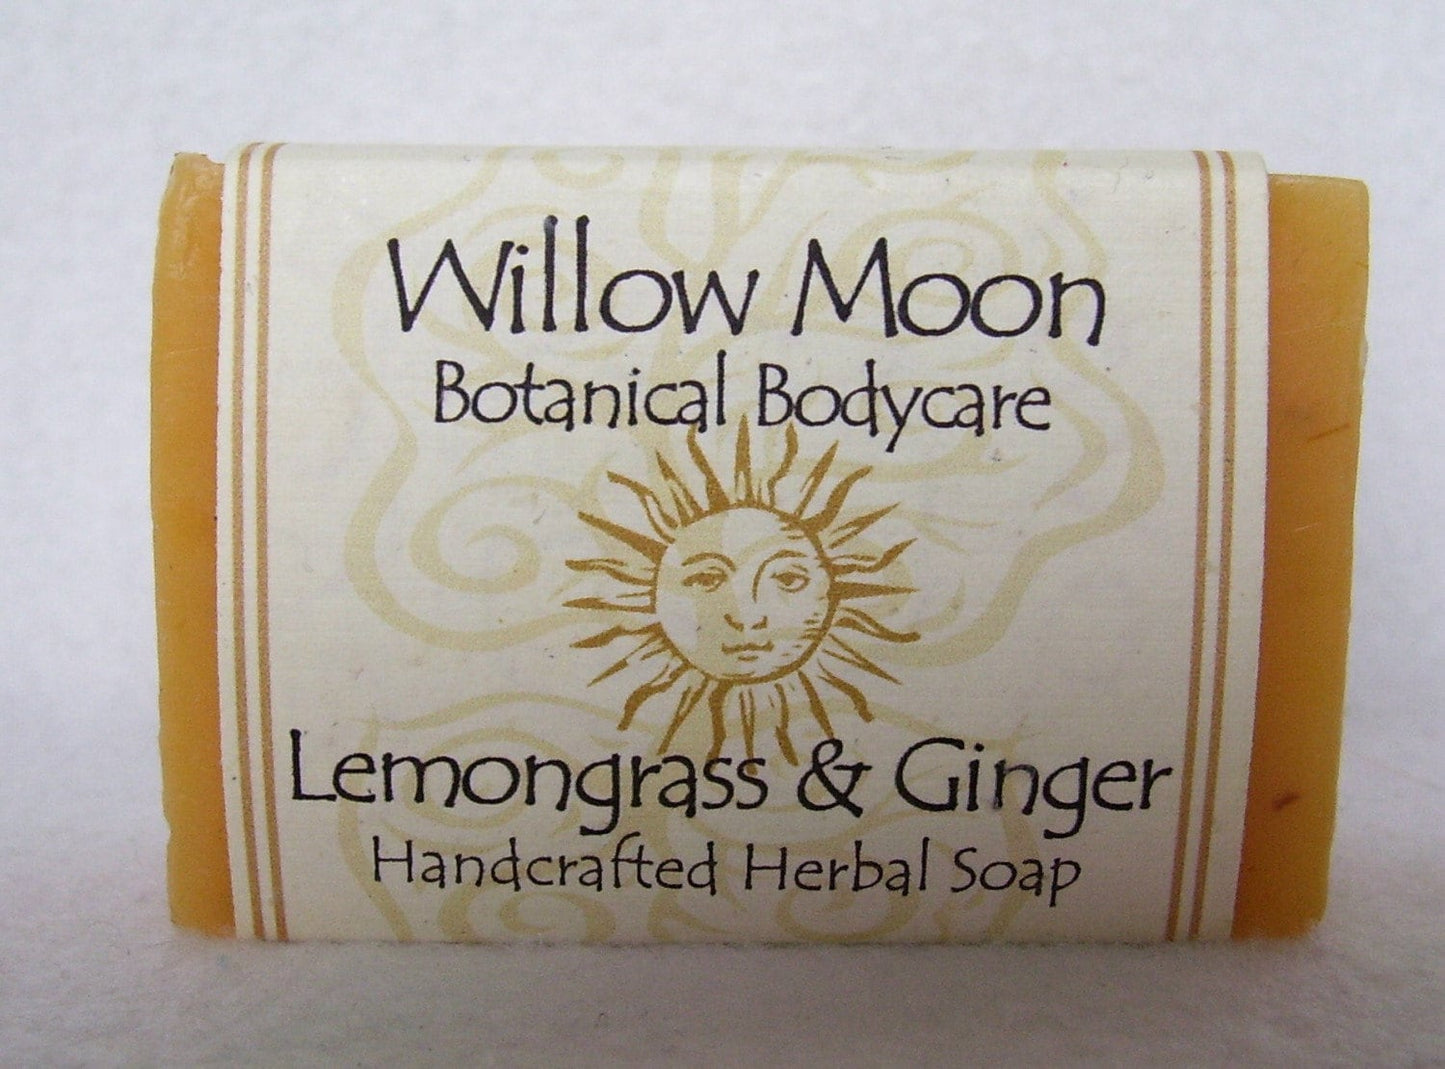 Willow Moon
Botanical Bodycare
Lemongrass & Ginger
Handcrafted Herbal Soap